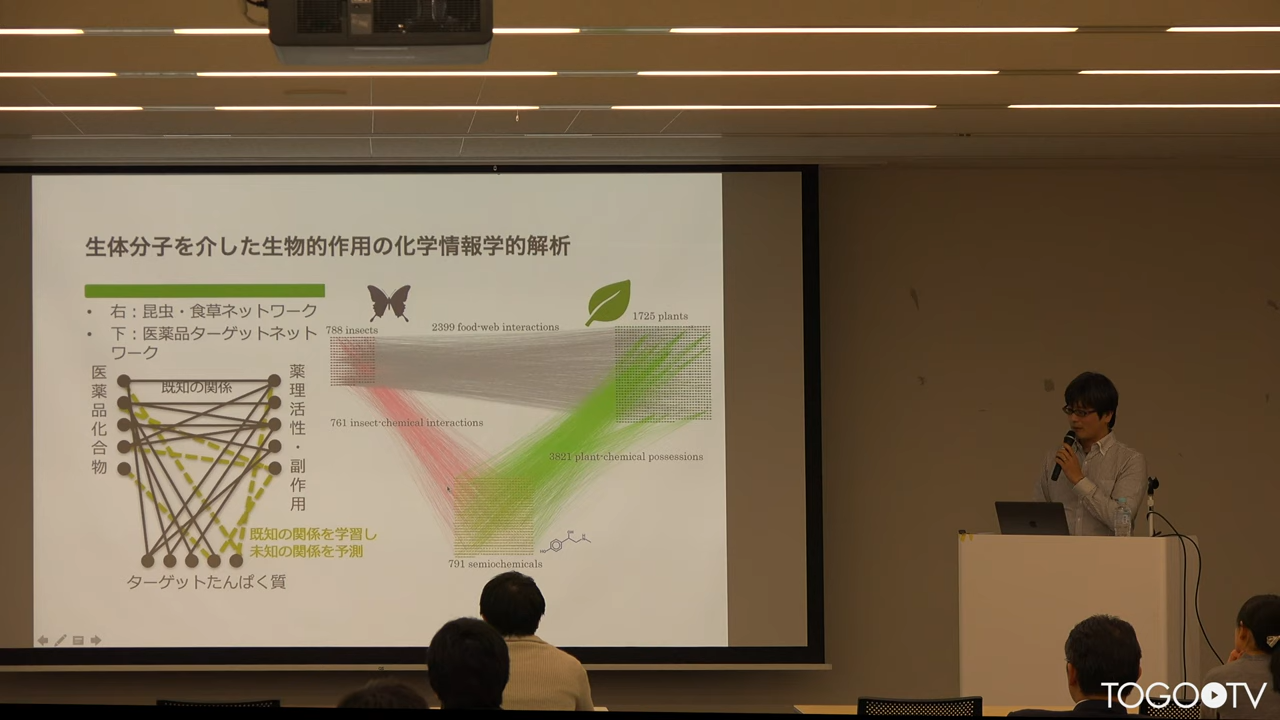 生体分子を介した生物的作用の化学情報学的解析
• 右：昆虫・食草ネットワーク
• 下：医薬品ターゲットネット
ワーク
医薬品化合物
既知の関係
薬理活性・副作用
既知の関係を学習し
未知の関係を予測
ターゲットたんぱく質
788 insects
2399 food-web interactions
1725 plants
761 insect-chemical interactions
3821 plant-chemical possessions
791 semiochemicals
TOGO TV